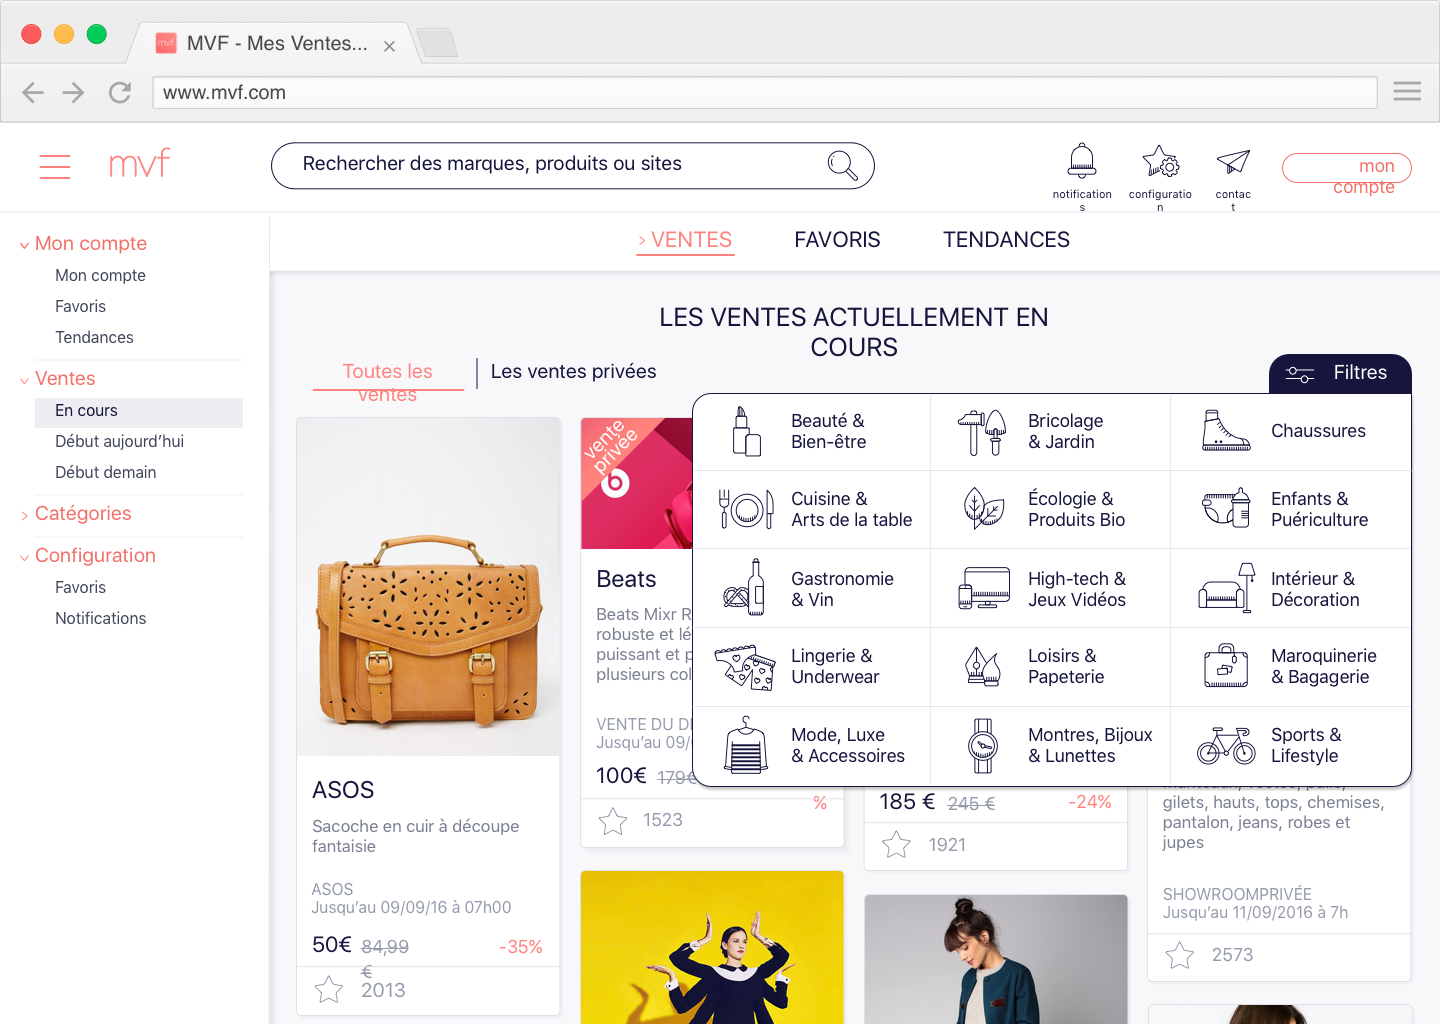 mvf
MVF - Mes Ventes...
www.mvf.com
mvf
Rechercher des marques, produits ou sites
notification
s
configuratio
n
contac
t
mon
compte
> VENTES
FAVORIS
TENDANCES
Mon compte
Mon compte
Favoris
Tendances
Ventes
En cours
Début aujourd'hui
Début demain
Catégories
Configuration
Favoris
Notifications
LES VENTES ACTUELLEMENT EN
COURS
Toutes les
ventes
Les ventes privées
Filtres
Beauté &
Bien-être
Bricolage
& Jardin
Chaussures
Cuisine &
Arts de la table
Écologie &
Produits Bio
Enfants &
Puériculture
Gastronomie
& Vin
High-tech &
Jeux Vidéos
Intérieur &
Décoration
Lingerie &
Underwear
Loisirs &
Papeterie
Maroquinerie
& Bagagerie
Mode, Luxe
& Accessoires
Montres, Bijoux
& Lunettes
Sports &
Lifestyle
ASOS
Sacoche en cuir à découpe
fantaisie
ASOS
Jusqu'au 09/09/16 à 07h00
50€ 84,99
€
-35%
2013
vente
privée
b
Beats
Beats Mixr R
robuste et lé
puissant et p
plusieurs col
VENTE DU D
Jusqu'au 09/
100€ 179€
%
1523
185 € 245 € -24%
1921
manteaux, vestes, pulls,
gilets, hauts, tops, chemises,
pantalon, jeans, robes et
jupes
SHOWROOMPRIVÉE
Jusqu'au 11/09/2016 à 7h
2573